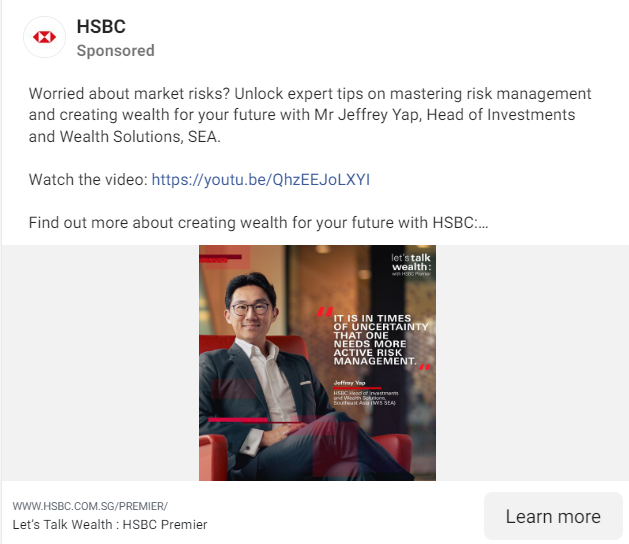 HSBC
Sponsored
Worried about market risks? Unlock expert tips on mastering risk management
and creating wealth for your future with Mr Jeffrey Yap, Head of Investments
and Wealth Solutions, SEA.
Watch the video: https://youtu.be/QhzEEJoLXYI
Find out more about creating wealth for your future with HSBC:...
let's talk
wealth:
with HSBC Premier
“IT IS IN TIMES
OF UNCERTAINTY
THAT ONE
NEEDS MORE
ACTIVE RISK
MANAGEMENT.”
Jeffrey Yap
HSBC Head of Investments
and Wealth Solutions,
Southeast Asia (IWS SEA)
WWW.HSBC.COM.SG/PREMIER/
Let's Talk Wealth : HSBC Premier
Learn more